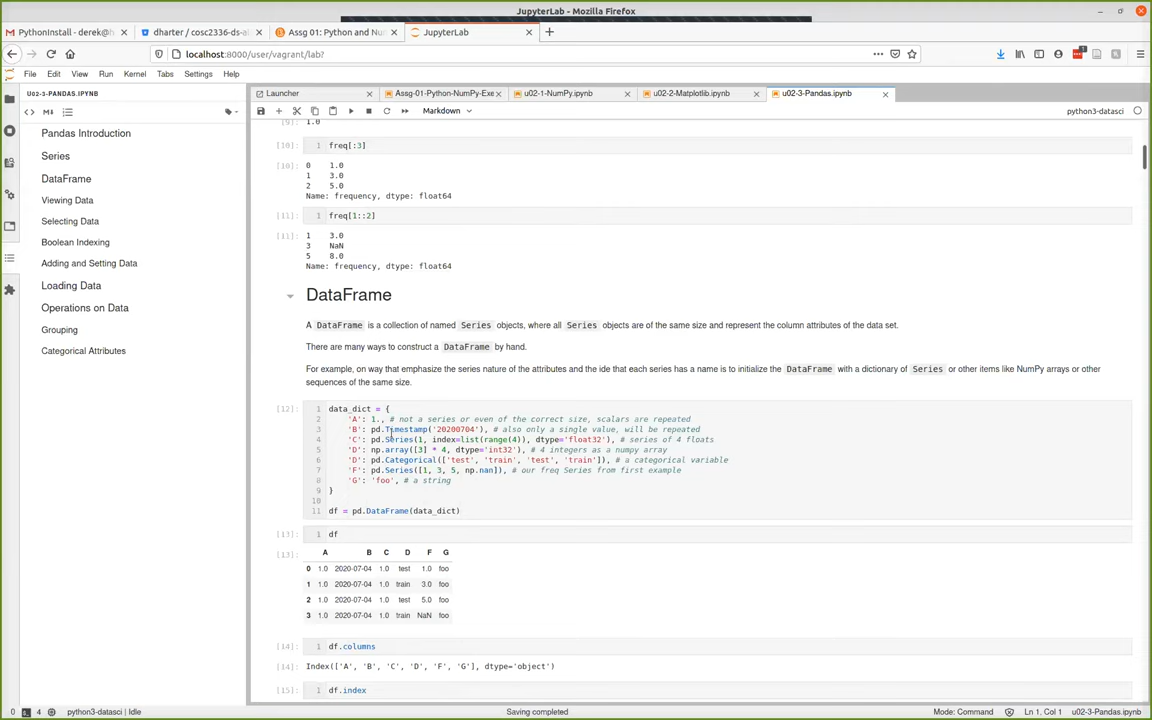 JupyterLab - Mozilla Firefox
PythonInstall - derek@h
dharter / cosc2336-ds-al
Assg 01: Python and Num
JupyterLab
localhost:8000/user/vagrant/lab?
File Edit View Run Kernel Tabs Settings Help
U02-3-PANDAS.IPYNB
Launcher
Assg-01-Python-NumPy-Exe
u02-1-NumPy.ipynb
u02-2-Matplotlib.ipynb
u02-3-Pandas.ipynb
Markdown
python3-datasci
Pandas Introduction
Series
DataFrame
Viewing Data
Selecting Data
Boolean Indexing
Adding and Setting Data
Loading Data
Operations on Data
Grouping
Categorical Attributes
[9]: 1.0
[10]: 1 freq[:3]
[10]: 0 1.0
1 3.0
2 5.0
Name: frequency, dtype: float64
[11]: 1 freq[1::2]
[11]: 1 3.0
3 NaN
5 8.0
Name: frequency, dtype: float64
DataFrame
A DataFrame is a collection of named Series objects, where all Series objects are of the same size and represent the column attributes of the data set.
There are many ways to construct a DataFrame by hand.
For example, on way that emphasize the series nature of the attributes and the ide that each series has a name is to initialize the DataFrame with a dictionary of Series or other items like NumPy arrays or other
sequences of the same size.
[12]: 1 data_dict = {
2 'A': 1., # not a series or even of the correct size, scalars are repeated
3 'B': pd.Timestamp('20200704'), # also only a single value, will be repeated
4 'C': pd.Series(1, index=list(range(4)), dtype='float32'), # series of 4 floats
5 'D': np.array([3] * 4, dtype='int32'), # 4 integers as a numpy array
6 'D': pd.Categorical(['test', 'train', 'test', 'train']), # a categorical variable
7 'F': pd.Series([1, 3, 5, np.nan]), # our freq Series from first example
8 'G': 'foo', # a string
9 }
10
11 df = pd.DataFrame(data_dict)
[13]: 1 df
[13]: A B C D F G
0 1.0 2020-07-04 1.0 test 1.0 foo
1 1.0 2020-07-04 1.0 train 3.0 foo
2 1.0 2020-07-04 1.0 test 5.0 foo
3 1.0 2020-07-04 1.0 train NaN foo
[14]: 1 df.columns
[14]: Index(['A', 'B', 'C', 'D', 'F', 'G'], dtype='object')
[15]: 1 df.index
0 4 python3-datasci | Idle
Saving completed
Mode: Command
Ln 1, Col 1
u02-3-Pandas.ipynb